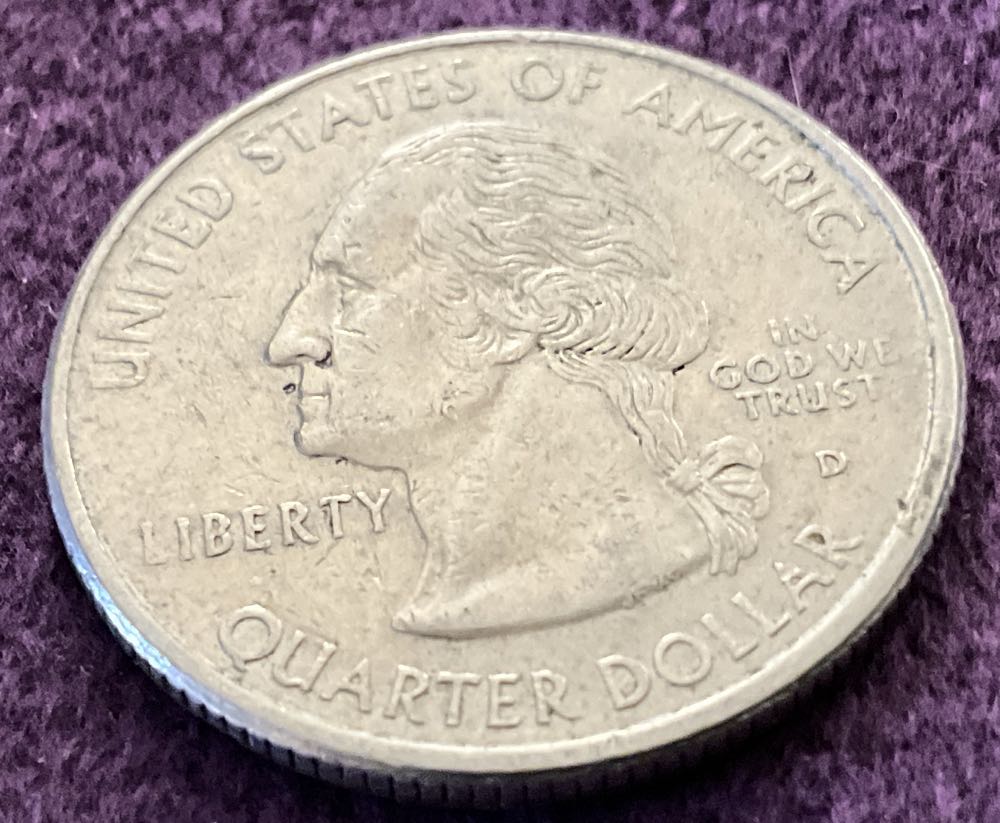 UNITED STATES OF AMERICA
IN
GOD WE
TRUST
D
LIBERTY
QUARTER DOLLAR